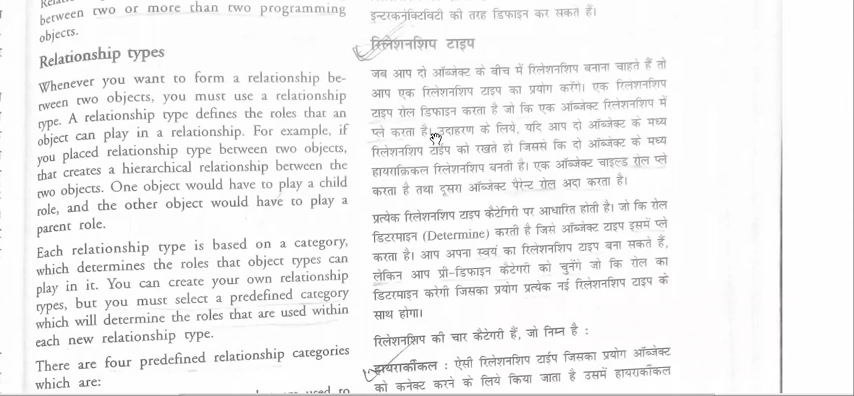 between two or more than two programming
objects.
Relationship types
Whenever you want to form a relationship be-
tween two objects, you must use a relationship
type. A relationship type defines the roles that an
object can play in a relationship. For example, if
you placed relationship type between two objects,
that creates a hierarchical relationship between the
two objects. One object would have to play a child
role, and the other object would have to play a
parent role.
Each relationship type is based on a category,
which determines the roles that object types can
play in it. You can create your own relationship
types, but you must select a predefined category
which will determine the roles that are used within
each new relationship type.
There are four predefined relationship categories
which are:
इन्टरकनेक्टिविटी की तरह डिफाइन कर सकते हैं।
रिलेशनशिप टाइप
जब आप दो ऑब्जेक्ट के बीच में रिलेशनशिप बनाना चाहते हैं तो
आप एक रिलेशनशिप टाइप का प्रयोग करेंगे। एक रिलेशनशिप
टाइप रोल डिफाइन करता है जो कि एक ऑब्जेक्ट रिलेशनशिप में
प्ले करता है। उदाहरण के लिये, यदि आप दो ऑब्जेक्ट के मध्य
रिलेशनशिप टाईप को रखते हो जिससे कि दो ऑब्जेक्ट के मध्य
हायरार्किकल रिलेशनशिप बनती है। एक ऑब्जेक्ट चाइल्ड रोल प्ले
करता है तथा दूसरा ऑब्जेक्ट पैरेन्ट रोल अदा करता है।
प्रत्येक रिलेशनशिप टाइप कैटेगिरी पर आधारित होती है। जो कि रोल
डिटरमाइन (Determine) करती है जिसे ऑब्जेक्ट टाइप इसमें प्ले
करता है। आप अपना स्वयं का रिलेशनशिप टाइप बना सकते हैं,
लेकिन आप प्री-डिफाइन कैटेगरी को चुनेंगे जो कि रोल का
डिटरमाइन करेगी जिसका प्रयोग प्रत्येक नई रिलेशनशिप टाइप के
साथ होगा।
रिलेशनशिप की चार कैटेगरी हैं, जो निम्न है :
हायरार्कीकल : ऐसी रिलेशनशिप टाईप जिसका प्रयोग ऑब्जेक्ट
को कनेक्ट करने के लिये किया जाता है उसमें हायरार्कीकल